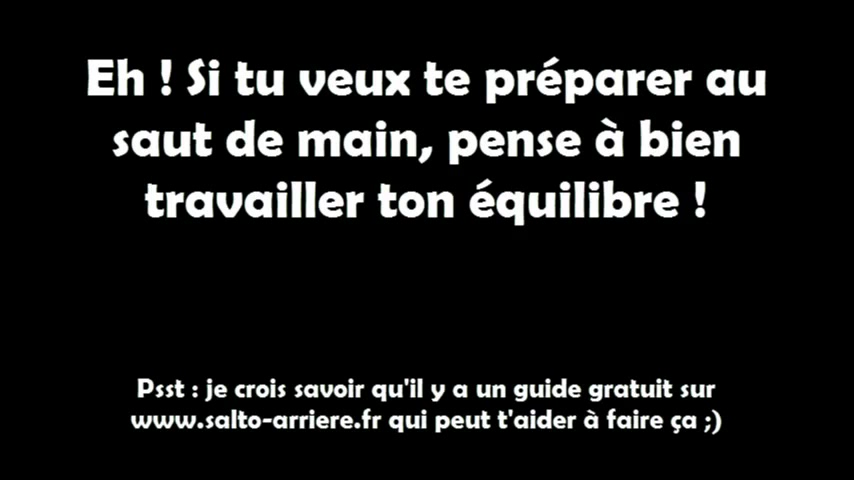 Eh ! Si tu veux te préparer au
saut de main, pense à bien
travailler ton équilibre !
Psst : je crois savoir qu'il y a un guide gratuit sur
www.salto-arriere.fr qui peut t'aider à faire ça ;)